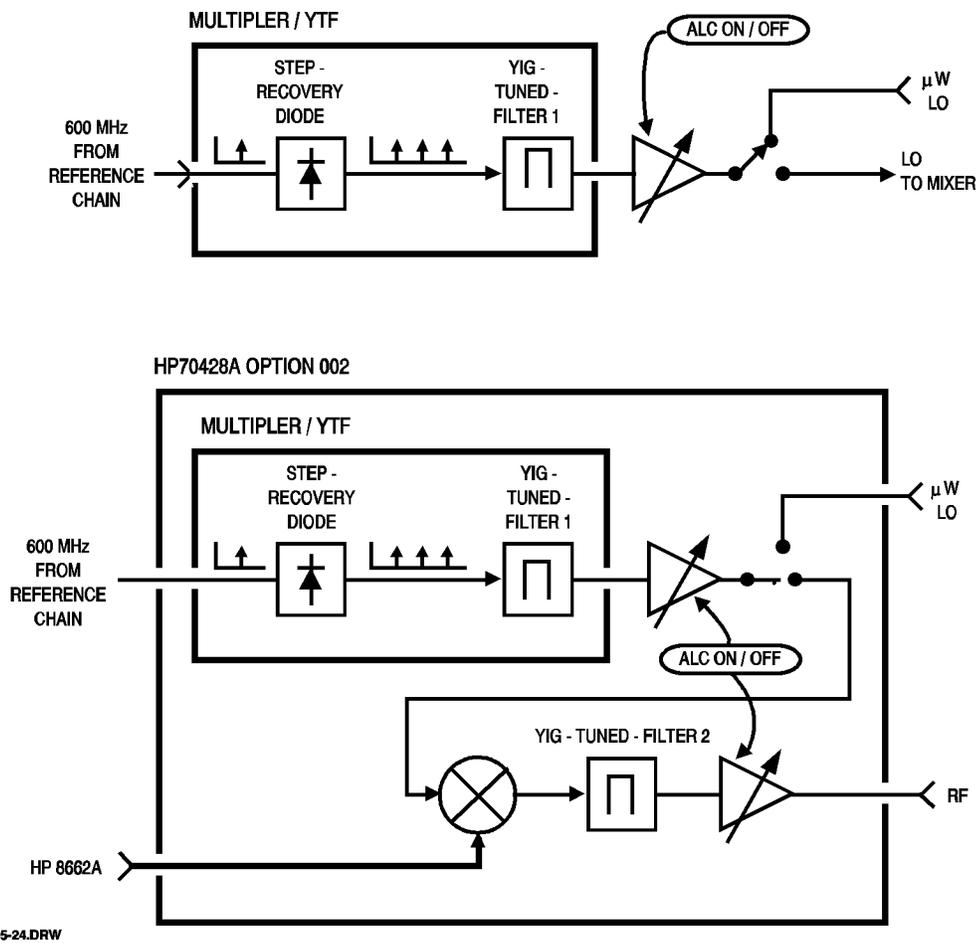 MULTIPLER / YTF
ALC ON / OFF
STEP -
RECOVERY
DIODE
YIG -
TUNED -
FILTER 1
600 MHz
FROM
REFERENCE
CHAIN
µW
LO
LO
TO MIXER
HP70428A OPTION 002
MULTIPLER / YTF
STEP -
RECOVERY
DIODE
YIG -
TUNED -
FILTER 1
µW
LO
600 MHz
FROM
REFERENCE
CHAIN
ALC ON / OFF
YIG - TUNED - FILTER 2
RF
HP 8662A
5-24.DRW